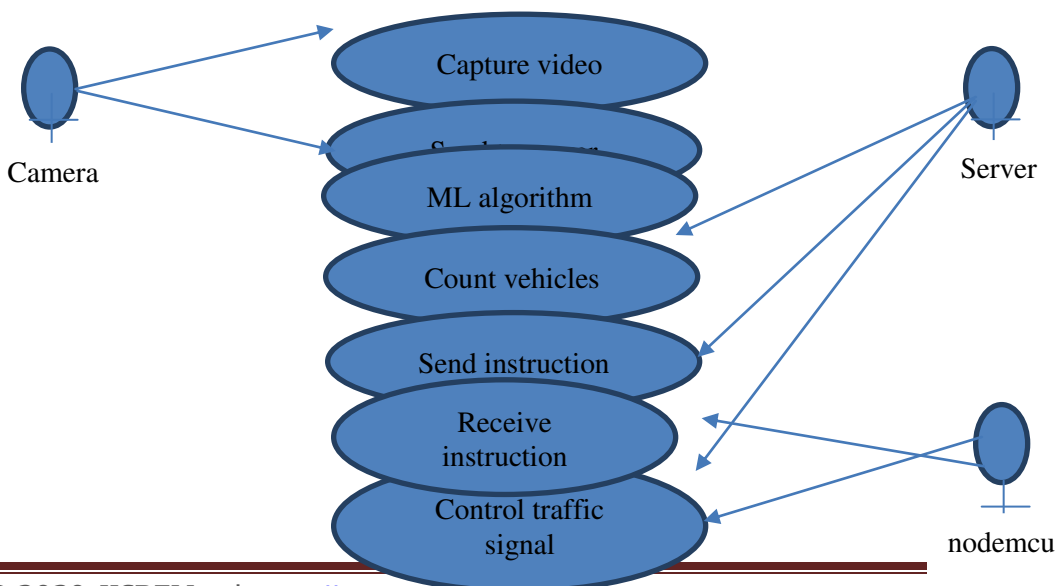 Capture video
Camera
Server
ML algorithm
Count vehicles
Send instruction
Receive
instruction
Control traffic
signal
nodemcu